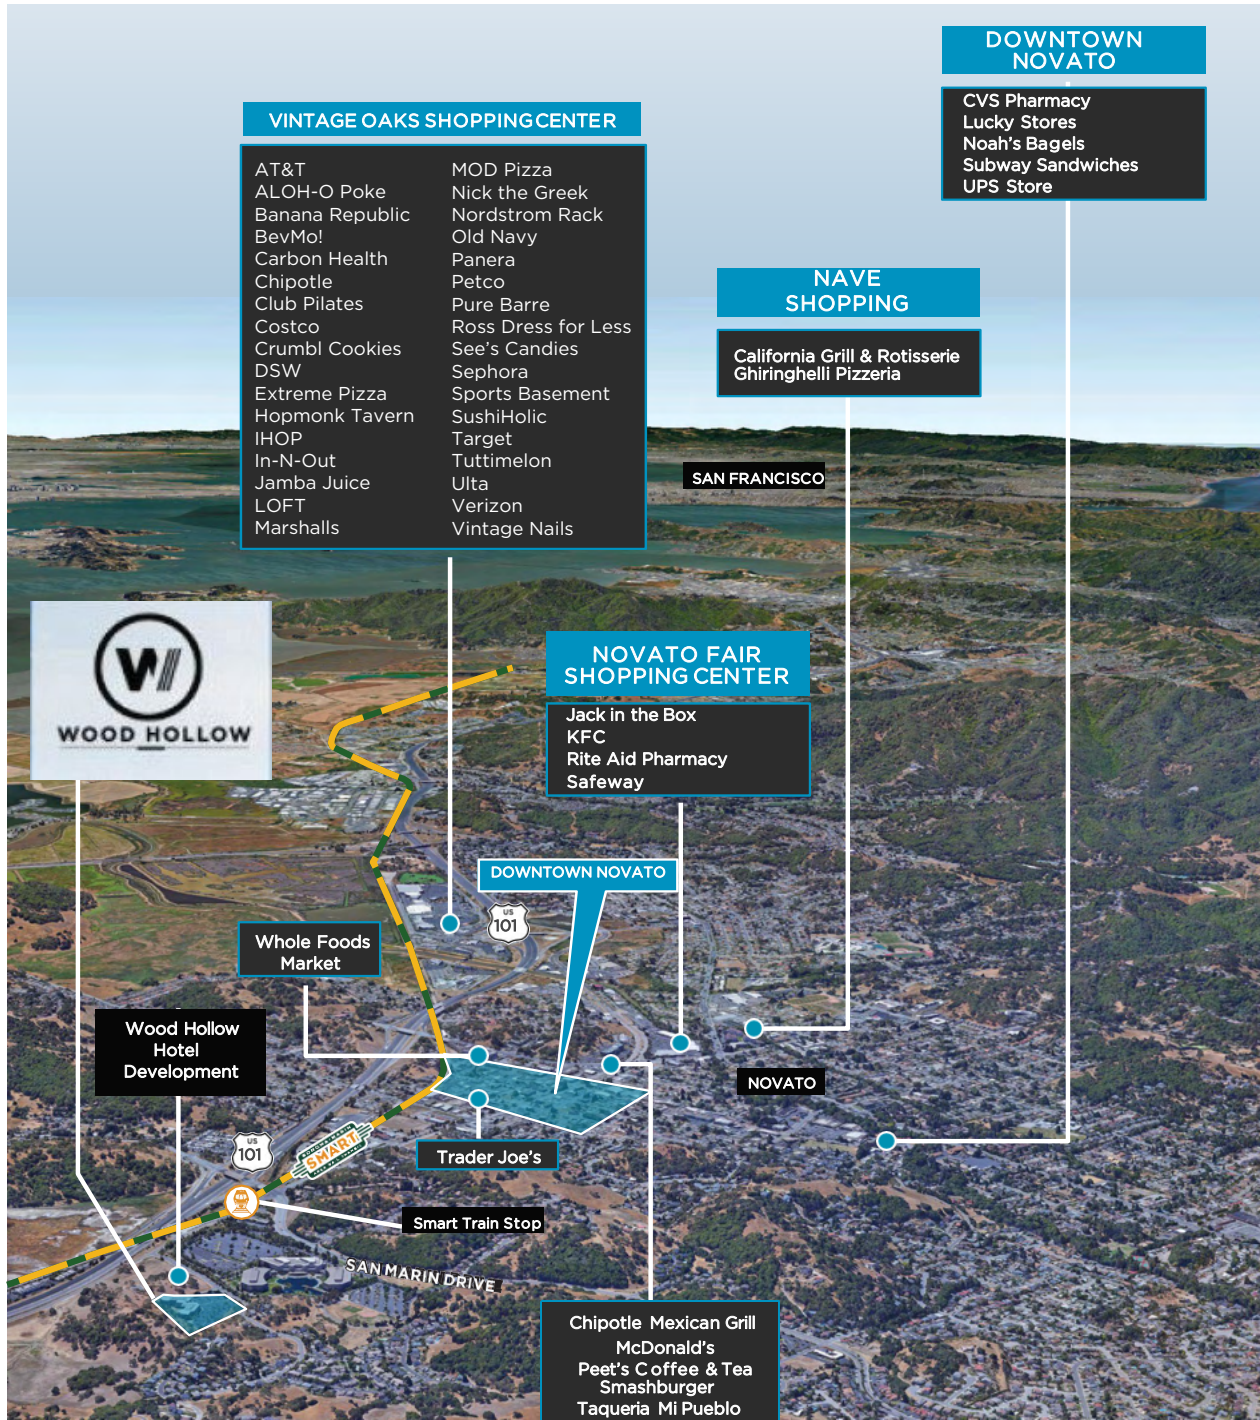 DOWNTOWN
NOVATO
CVS Pharmacy
Lucky Stores
Noah's Bagels
Subway Sandwiches
UPS Store
VINTAGE OAKS SHOPPING CENTER
AT&T
ALOH-O Poke
Banana Republic
BevMo!
Carbon Health
Chipotle
Club Pilates
Costco
Crumbl Cookies
DSW
Extreme Pizza
Hopmonk Tavern
IHOP
In-N-Out
Jamba Juice
LOFT
Marshalls
MOD Pizza
Nick the Greek
Nordstrom Rack
Old Navy
Panera
Petco
Pure Barre
Ross Dress for Less
See's Candies
Sephora
Sports Basement
SushiHolic
Target
Tuttimelon
Ulta
Verizon
Vintage Nails
NAVE
SHOPPING
California Grill & Rotisserie
Ghiringhelli Pizzeria
SAN FRANCISCO
W
WOOD HOLLOW
NOVATO FAIR
SHOPPING CENTER
Jack in the Box
KFC
Rite Aid Pharmacy
Safeway
DOWNTOWN NOVATO
US
101
Whole Foods
Market
Wood Hollow
Hotel
Development
NOVATO
US
101
SMART
Trader Joe's
Smart Train Stop
SAN MARIN DRIVE
Chipotle Mexican Grill
McDonald's
Peet's Coffee & Tea
Smashburger
Taqueria Mi Pueblo